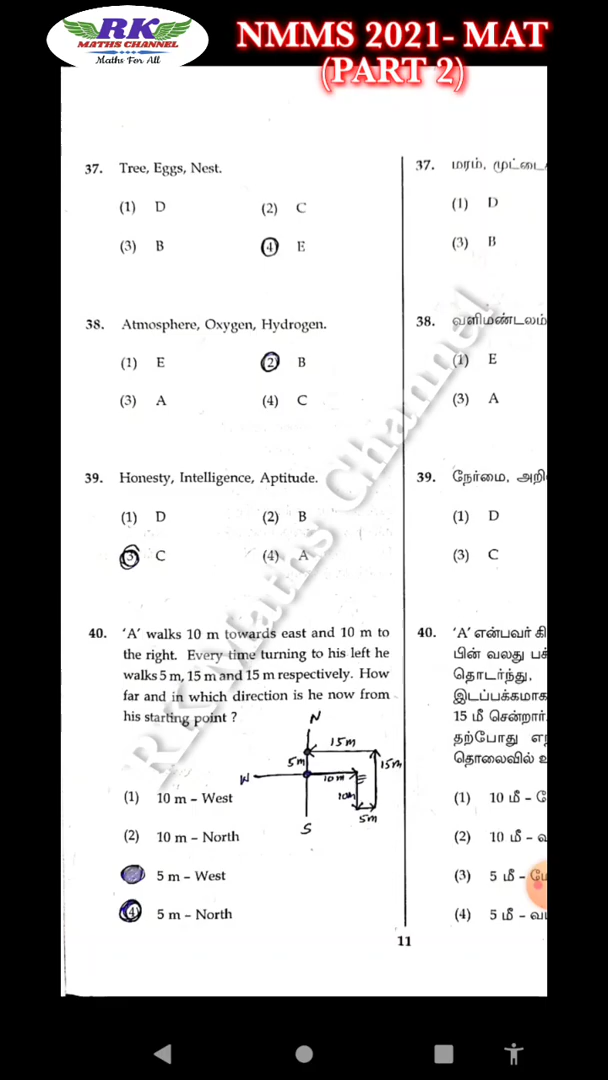 RK
MATHS CHANNEL
Maths For All
NMMS 2021- MAT
(PART 2)
37. Tree, Eggs, Nest.
(1) D (2) C
(3) B (4) E
38. Atmosphere, Oxygen, Hydrogen.
(1) E (2) B
(3) A (4) C
39. Honesty, Intelligence, Aptitude.
(1) D (2) B
(3) C (4) A
40. 'A' walks 10 m towards east and 10 m to
the right. Every time turning to his left he
walks 5 m, 15 m and 15 m respectively. How
far and in which direction is he now from
his starting point ?
N
15m
5m
15m
W
10m
E
10m
5m
S
(1) 10 m – West
(2) 10 m – North
5 m – West
(4) 5 m – North
37. மரம், முட்டை
(1) D
(3) B
38. வளிமண்டலம்
(1) E
(3) A
39. நேர்மை, அறி
(1) D
(3) C
40. 'A' என்பவர் கி
பின் வலது பக்
தொடர்ந்து,
இடப்பக்கமாக
15 மீ சென்றார்.
தற்போது எ
தொலைவில் உ
(1) 10 மீ –
(2) 10 மீ – வ
(3) 5 மீ – மே
(4) 5 மீ – வ
11
RK Maths Channel